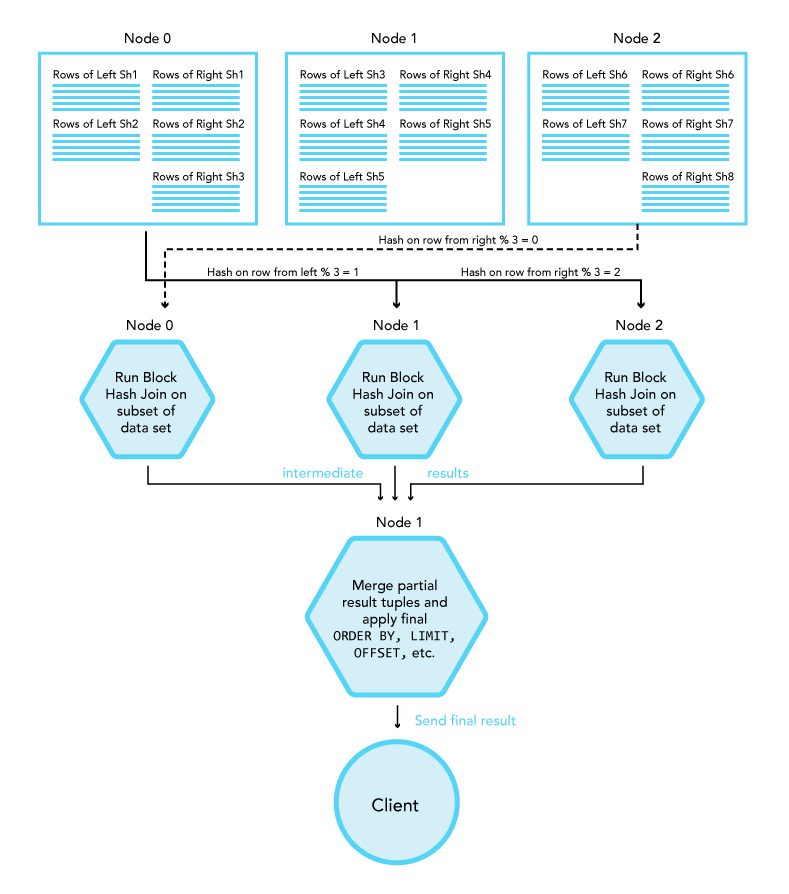 Node 0
Node 1
Node 2
Rows of Left Sh1
Rows of Right Sh1
Rows of Left Sh3
Rows of Right Sh4
Rows of Left Sh6
Rows of Right Sh6
Rows of Left Sh2
Rows of Right Sh2
Rows of Left Sh4
Rows of Right Sh5
Rows of Left Sh7
Rows of Right Sh7
Rows of Right Sh3
Rows of Left Sh5
Rows of Right Sh8
Hash on row from right % 3 = 0
Hash on row from left % 3 = 1
Hash on row from right % 3 = 2
Node 0
Node 1
Node 2
Run Block
Hash Join on
subset of
data set
Run Block
Hash Join on
subset of
data set
Run Block
Hash Join on
subset of
data set
intermediate
results
Node 1
Merge partial
result tuples and
apply final
ORDER BY, LIMIT,
OFFSET, etc.
Send final result
Client